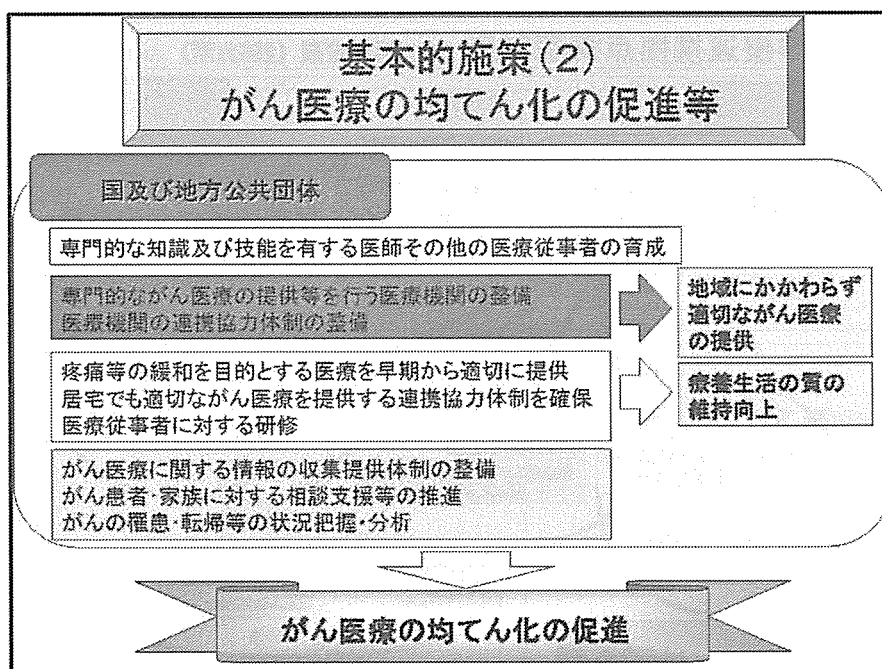 基本的施策(2)
がん医療の均てん化の促進等
国及び地方公共団体
専門的な知識及び技能を有する医師その他の医療従事者の育成
専門的ながん医療の提供等を行う医療機関の整備
医療機関の連携協力体制の整備
地域にかかわらず
適切ながん医療
の提供
疼痛等の緩和を目的とする医療を早期から適切に提供
居宅でも適切ながん医療を提供する連携協力体制を確保
医療従事者に対する研修
療養生活の質の
維持向上
がん医療に関する情報の収集提供体制の整備
がん患者・家族に対する相談支援等の推進
がんの罹患・転帰等の状況把握・分析
がん医療の均てん化の促進